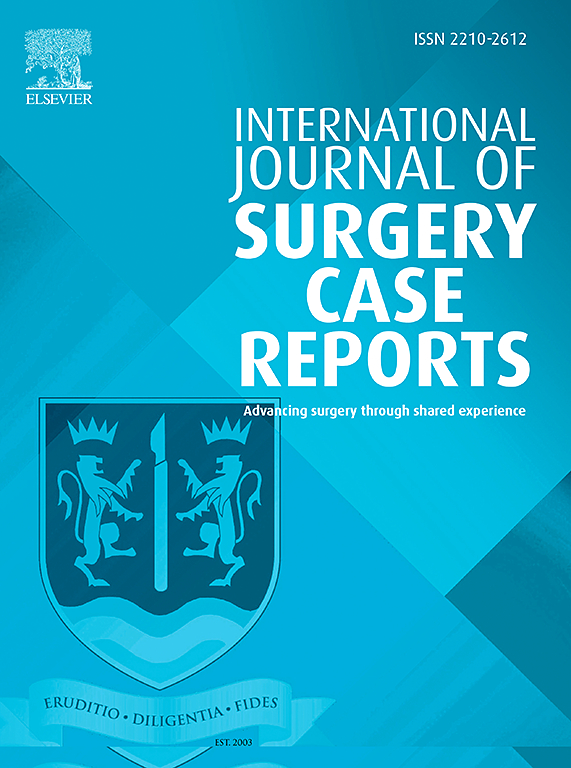 ISSN 2210-2612
ELSEVIER
INTERNATIONAL
JOURNAL OF
SURGERY
CASE
REPORTS
Advancing surgery through shared experience
ERUDITIO • DILIGENTIA • FIDES
EST. 2003